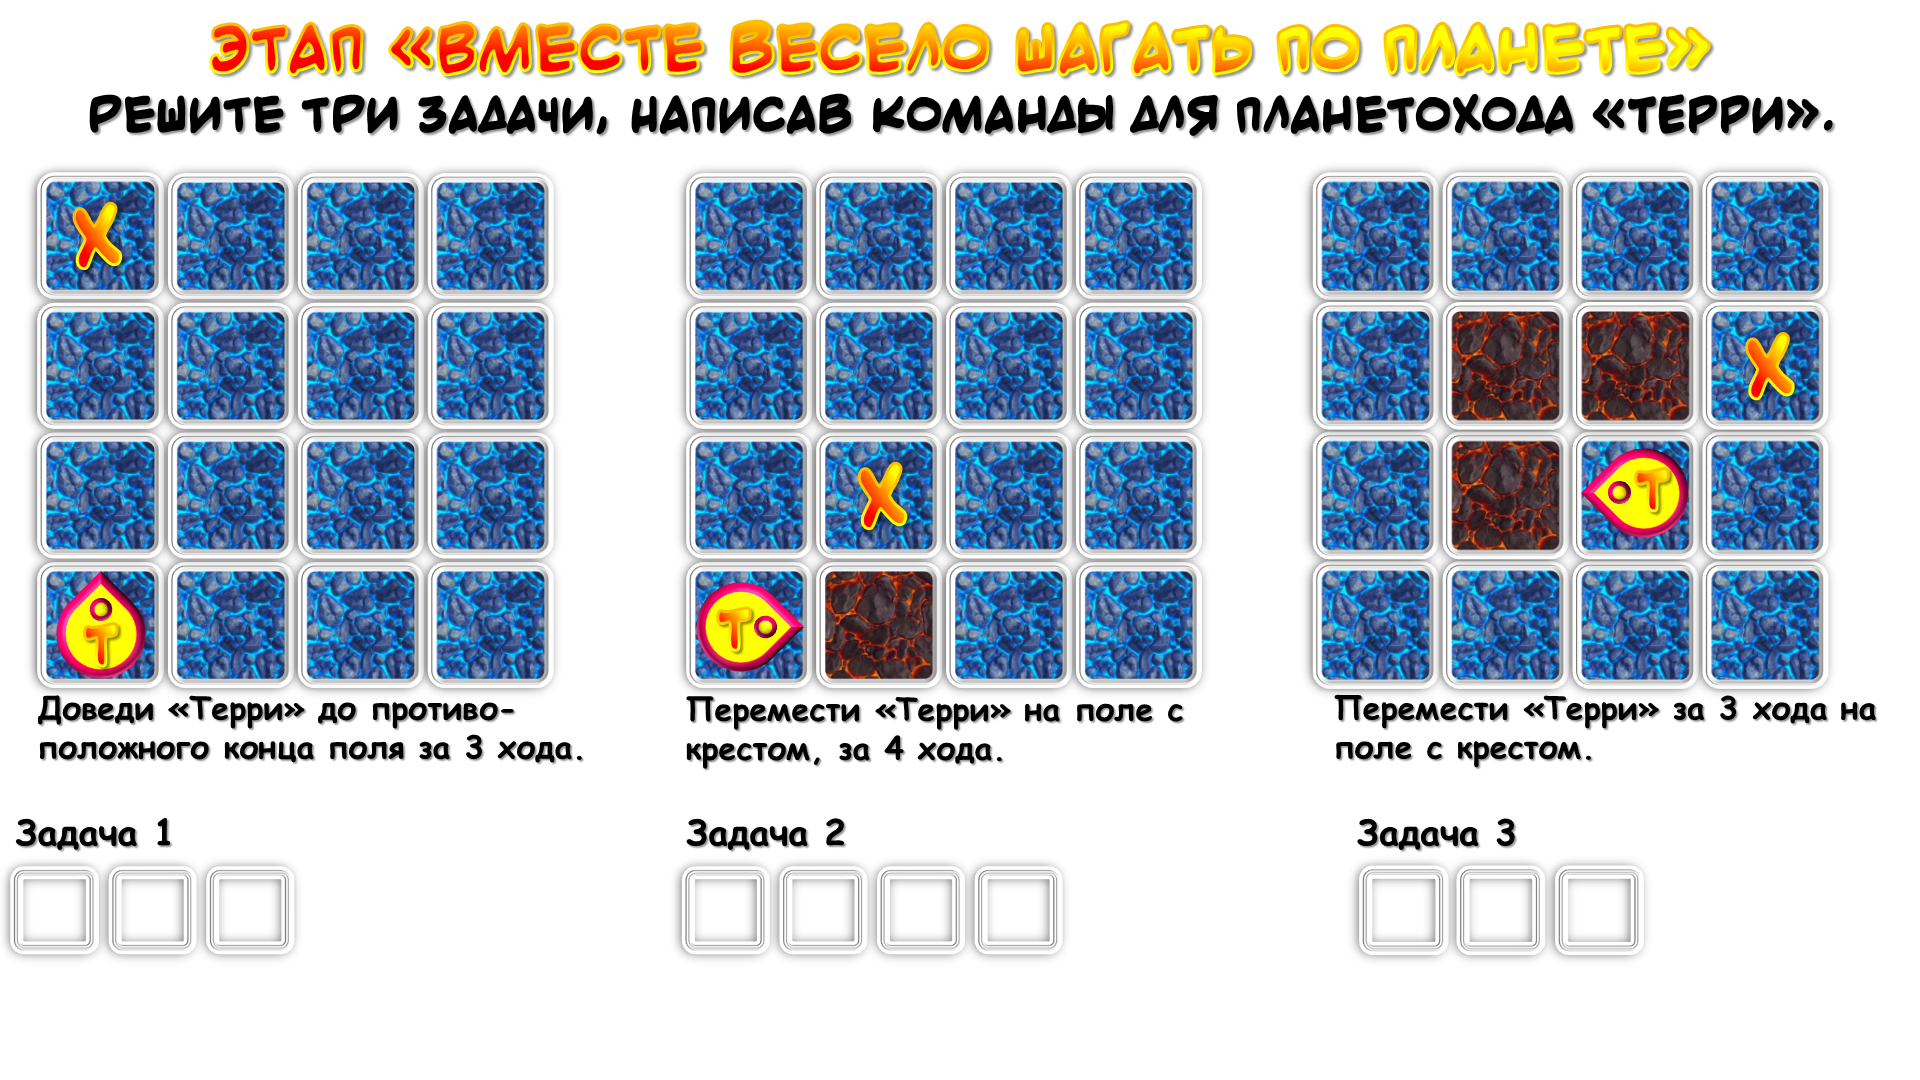 ЭТАП «ВМЕСТЕ ВЕСЕЛО ШАГАТЬ ПО ПЛАНЕТЕ»
РЕШИТЕ ТРИ ЗАДАЧИ, НАПИСАВ КОМАНДЫ ДЛЯ ПЛАНЕТОХОДА «ТЕРРИ».
X
X
X
Т
Т
Т
Доведи «Терри» до противо-
положного конца поля за 3 хода.
Перемести «Терри» на поле с
крестом, за 4 хода.
Перемести «Терри» за 3 хода на
поле с крестом.
Задача 1
Задача 2
Задача 3